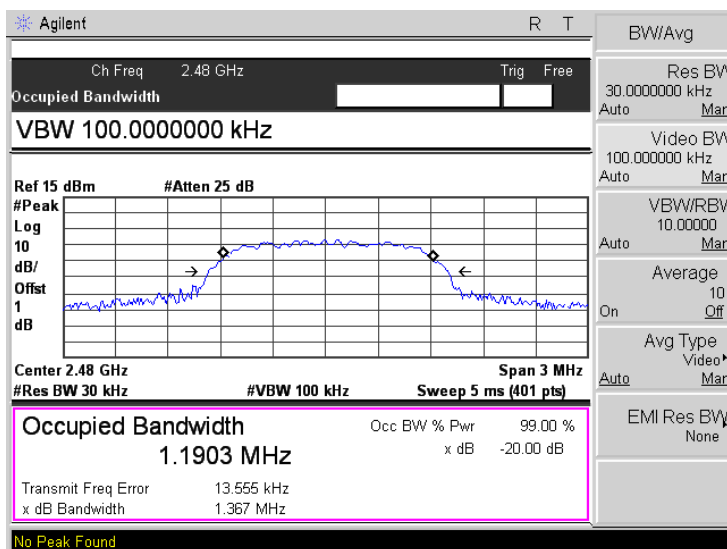 Agilent R T
Ch Freq 2.48 GHz Trig Free
Occupied Bandwidth
VBW 100.0000000 kHz
Ref 15 dBm #Atten 25 dB
#Peak
Log
10
dB/
Offst
1
dB
Center 2.48 GHz Span 3 MHz
#Res BW 30 kHz #VBW 100 kHz Sweep 5 ms (401 pts)
Occupied Bandwidth Occ BW % Pwr 99.00 %
1.1903 MHz x dB -20.00 dB
Transmit Freq Error 13.555 kHz
x dB Bandwidth 1.367 MHz
No Peak Found
BW/Avg
Res BW
30.0000000 kHz
Auto Man
Video BW
100.000000 kHz
Auto Man
VBW/RBW
10.00000
Auto Man
Average
10
On Off
Avg Type
Video
Auto Man
EMI Res BW
None